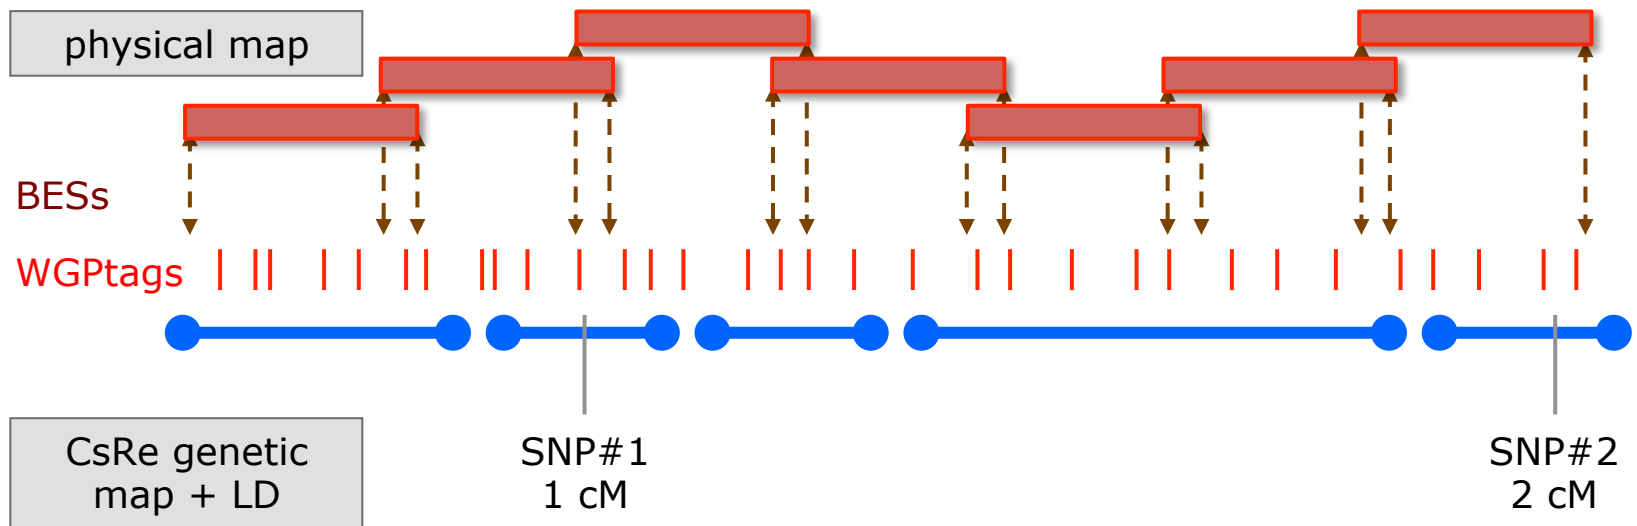 physical map
BESs
WGPtags
CsRe genetic
map + LD
SNP#1
1 cM
SNP#2
2 cM